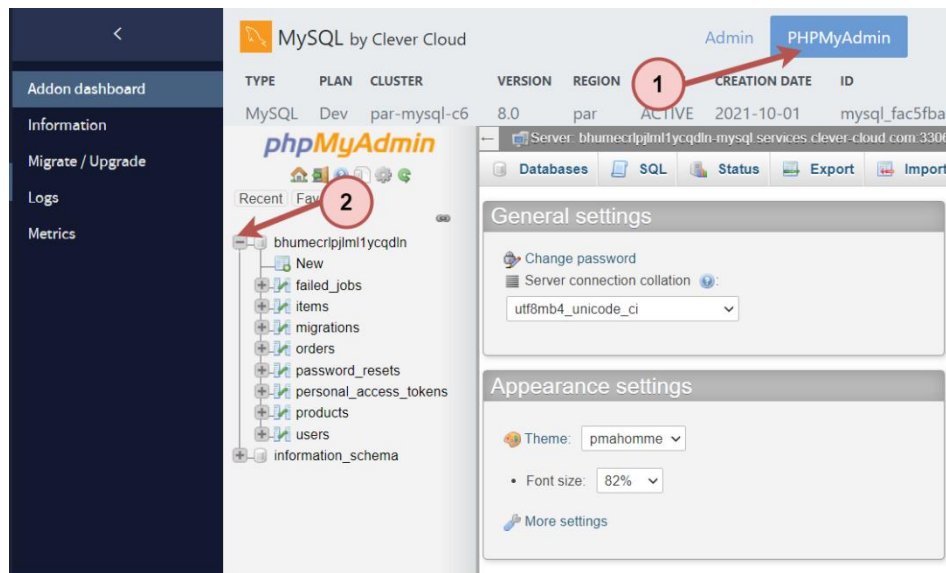 <
Addon dashboard
Information
Migrate / Upgrade
Logs
Metrics
MySQL by Clever Cloud
Admin PHPMyAdmin
TYPE PLAN CLUSTER VERSION REGION CREATION DATE ID
1
MySQL Dev par-mysql-c6 8.0 par ACTIVE 2021-10-01 mysql_fac5fba
phpMyAdmin
Recent Fav
2
bhumecrlpjlml1ycqdln
New
failed_jobs
items
migrations
orders
password_resets
personal_access_tokens
products
users
information_schema
Server: bhumecrlpjlml1ycqdln-mysql.services.clever-cloud.com:3306
Databases SQL Status Export Import
General settings
Change password
Server connection collation :
utf8mb4_unicode_ci
Appearance settings
Theme: pmahomme
• Font size: 82%
More settings